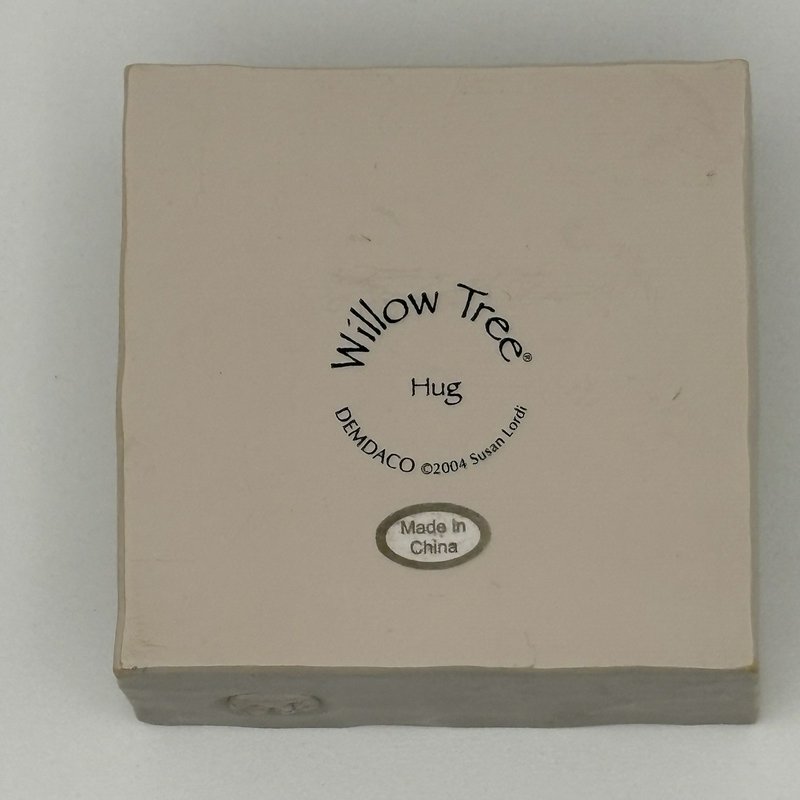 Willow Tree®
Hug
DEMDACO ©2004 Susan Lordi
Made In
China